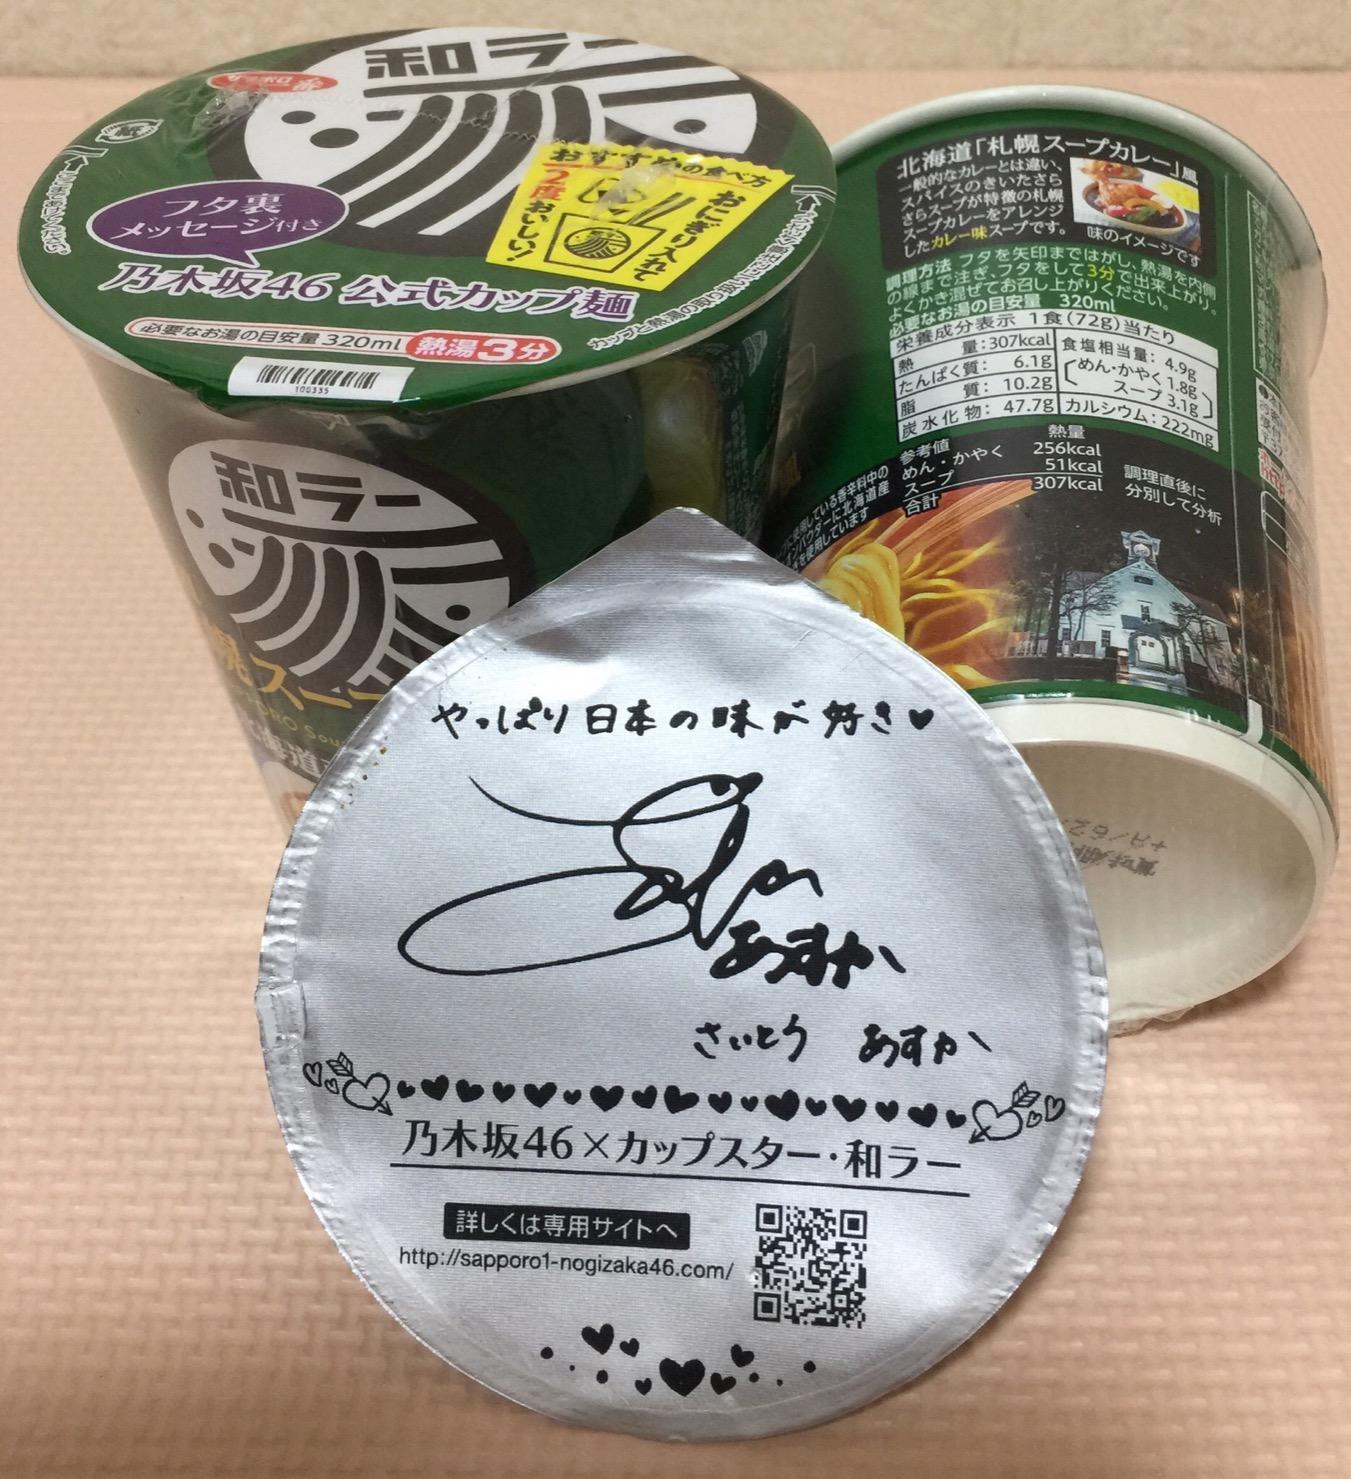 和ラー
サッポロ一番
フタ裏
メッセージ付き
おすすめの食べ方
おにぎり入れて
2度おいしい!
乃木坂46 公式カップ麺
必要なお湯の目安量 320ml 熱湯3分
100335
和ラー
北海道「札幌スープカレー」風
一般的なカレーとは違い、
スパイスのきいたさら
さらスープが特徴の札幌
スープカレーをアレンジ
したカレー味スープです。
味のイメージです
調理方法 フタを矢印まではがし、熱湯を内側
の線まで注ぎ、フタをして3分で出来上がり。
よくかき混ぜてお召し上がりください。
必要なお湯の目安量 320ml
栄養成分表示 1食(72g)当たり
熱量:307kcal
たんぱく質: 6.1g
脂質: 10.2g
炭水化物: 47.7g
食塩相当量: 4.9g
めん・かやく1.8g
スープ3.1g
カルシウム:222mg
参考値 熱量
めん・かやく 256kcal
スープ 51kcal
合計 307kcal
調理直後に
分別して分析
やっぱり日本の味が好き♥
あすか
さいとう あすか
乃木坂46×カップスター・和ラー
詳しくは専用サイトへ
http://sapporo1-nogizaka46.com/